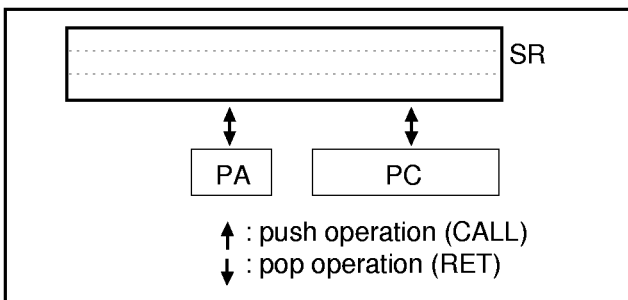 SR
PA PC
: push operation (CALL)
: pop operation (RET)